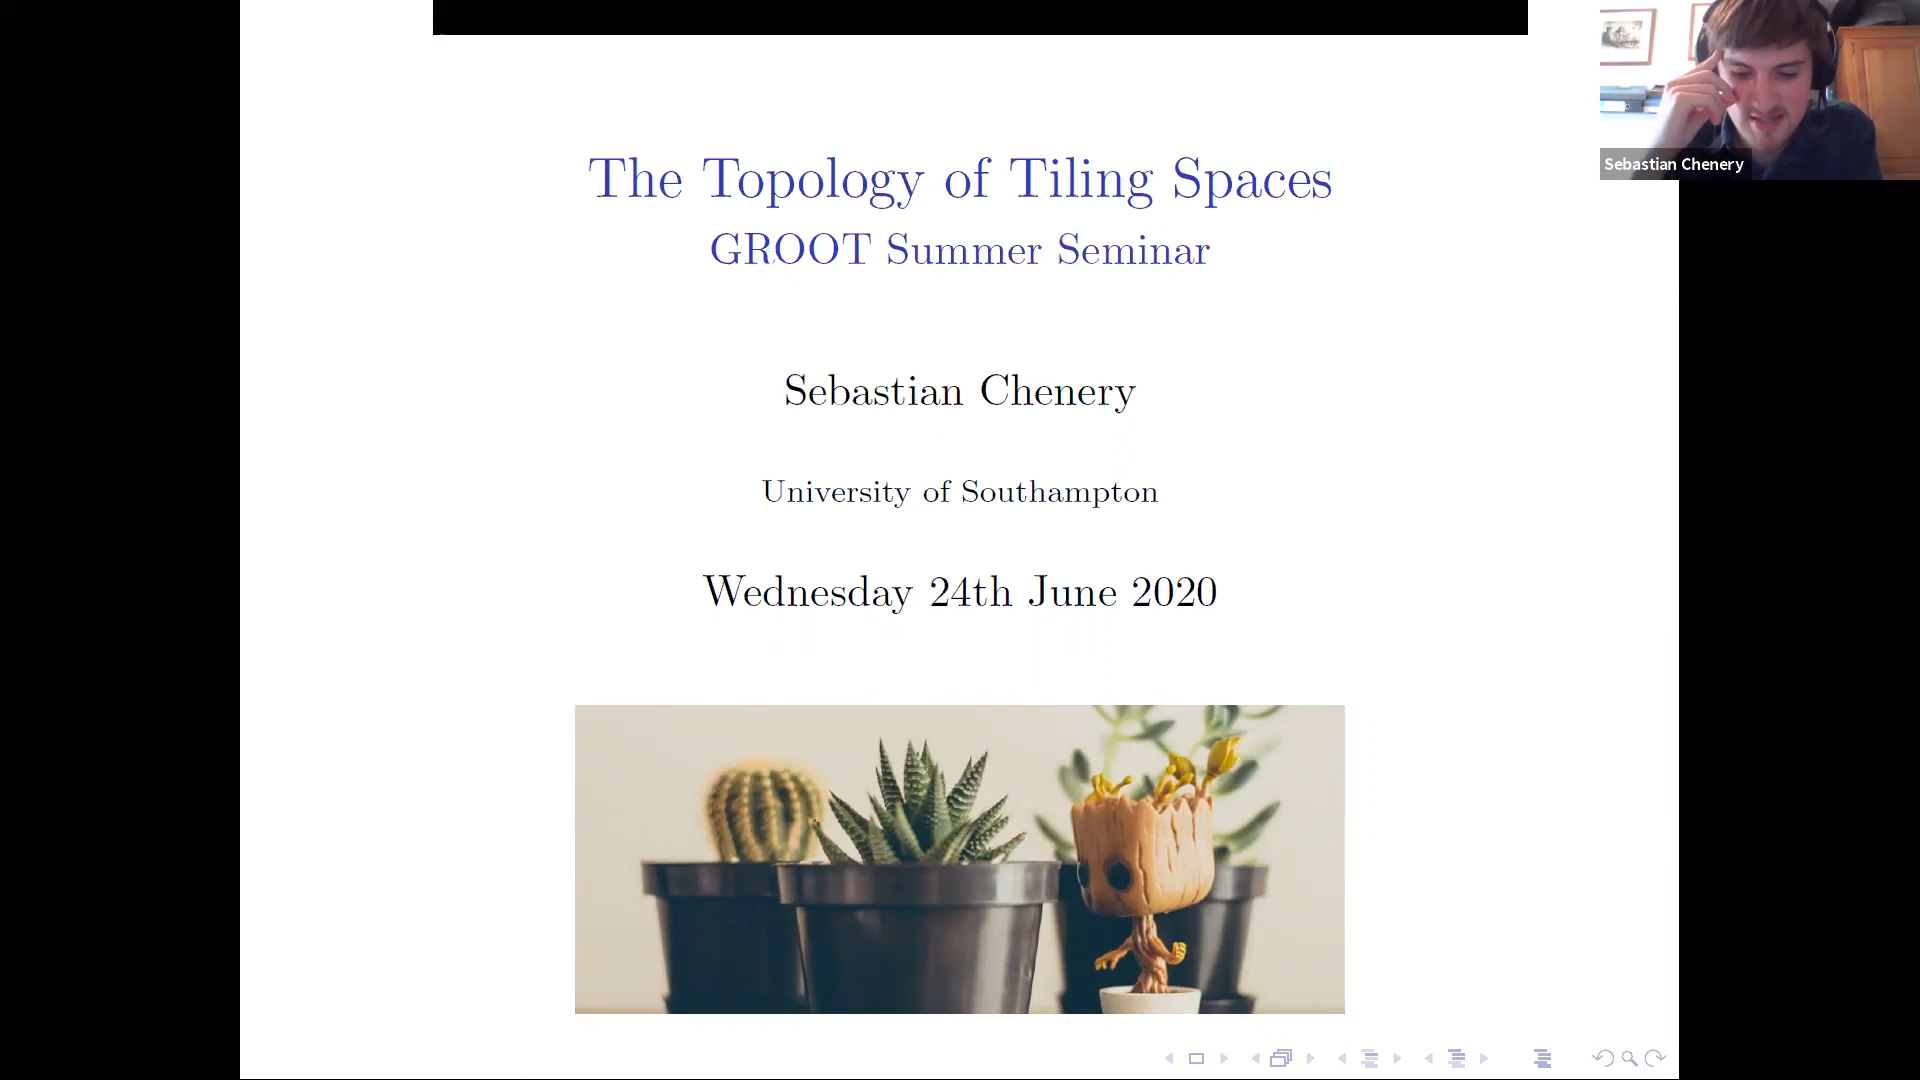 The Topology of Tiling Spaces
GROOT Summer Seminar
Sebastian Chenery
University of Southampton
Wednesday 24th June 2020
Sebastian Chenery